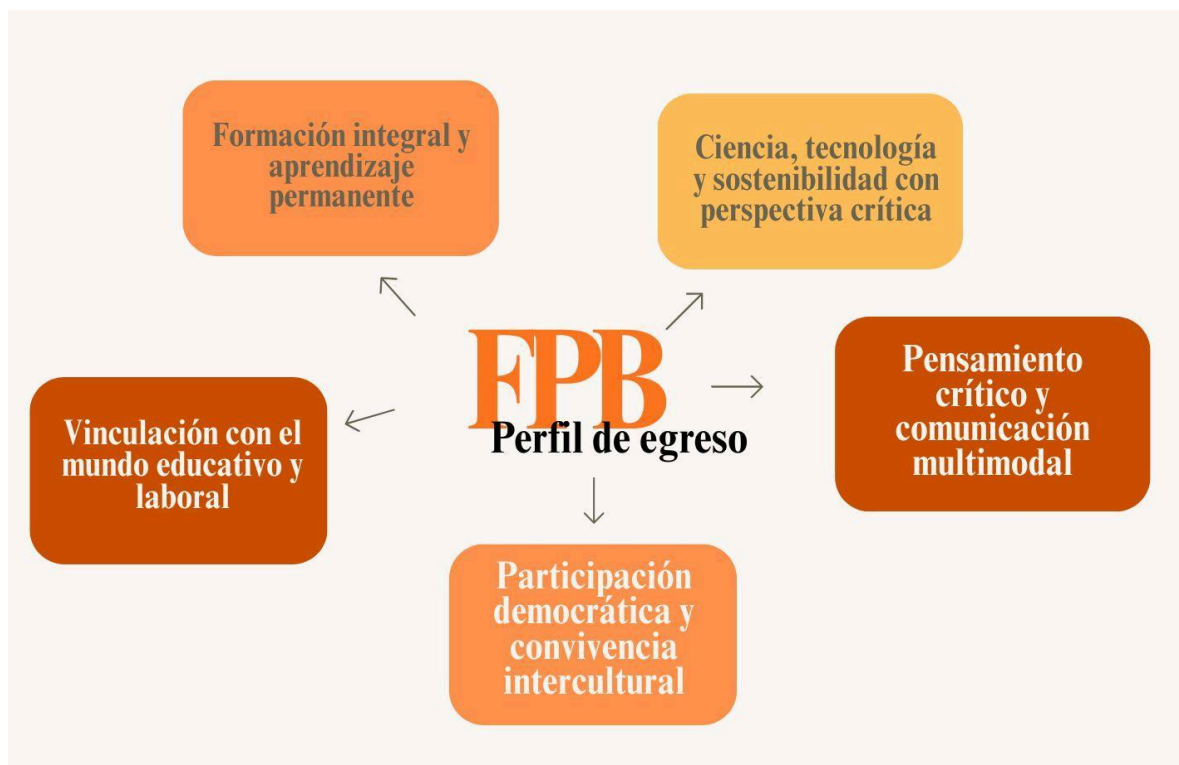 Formación integral y
aprendizaje
permanente
Ciencia, tecnología
y sostenibilidad con
perspectiva crítica
FPB
Perfil de egreso
Pensamiento
crítico y
comunicación
multimodal
Vinculación con el
mundo educativo y
laboral
Participación
democrática y
convivencia
intercultural